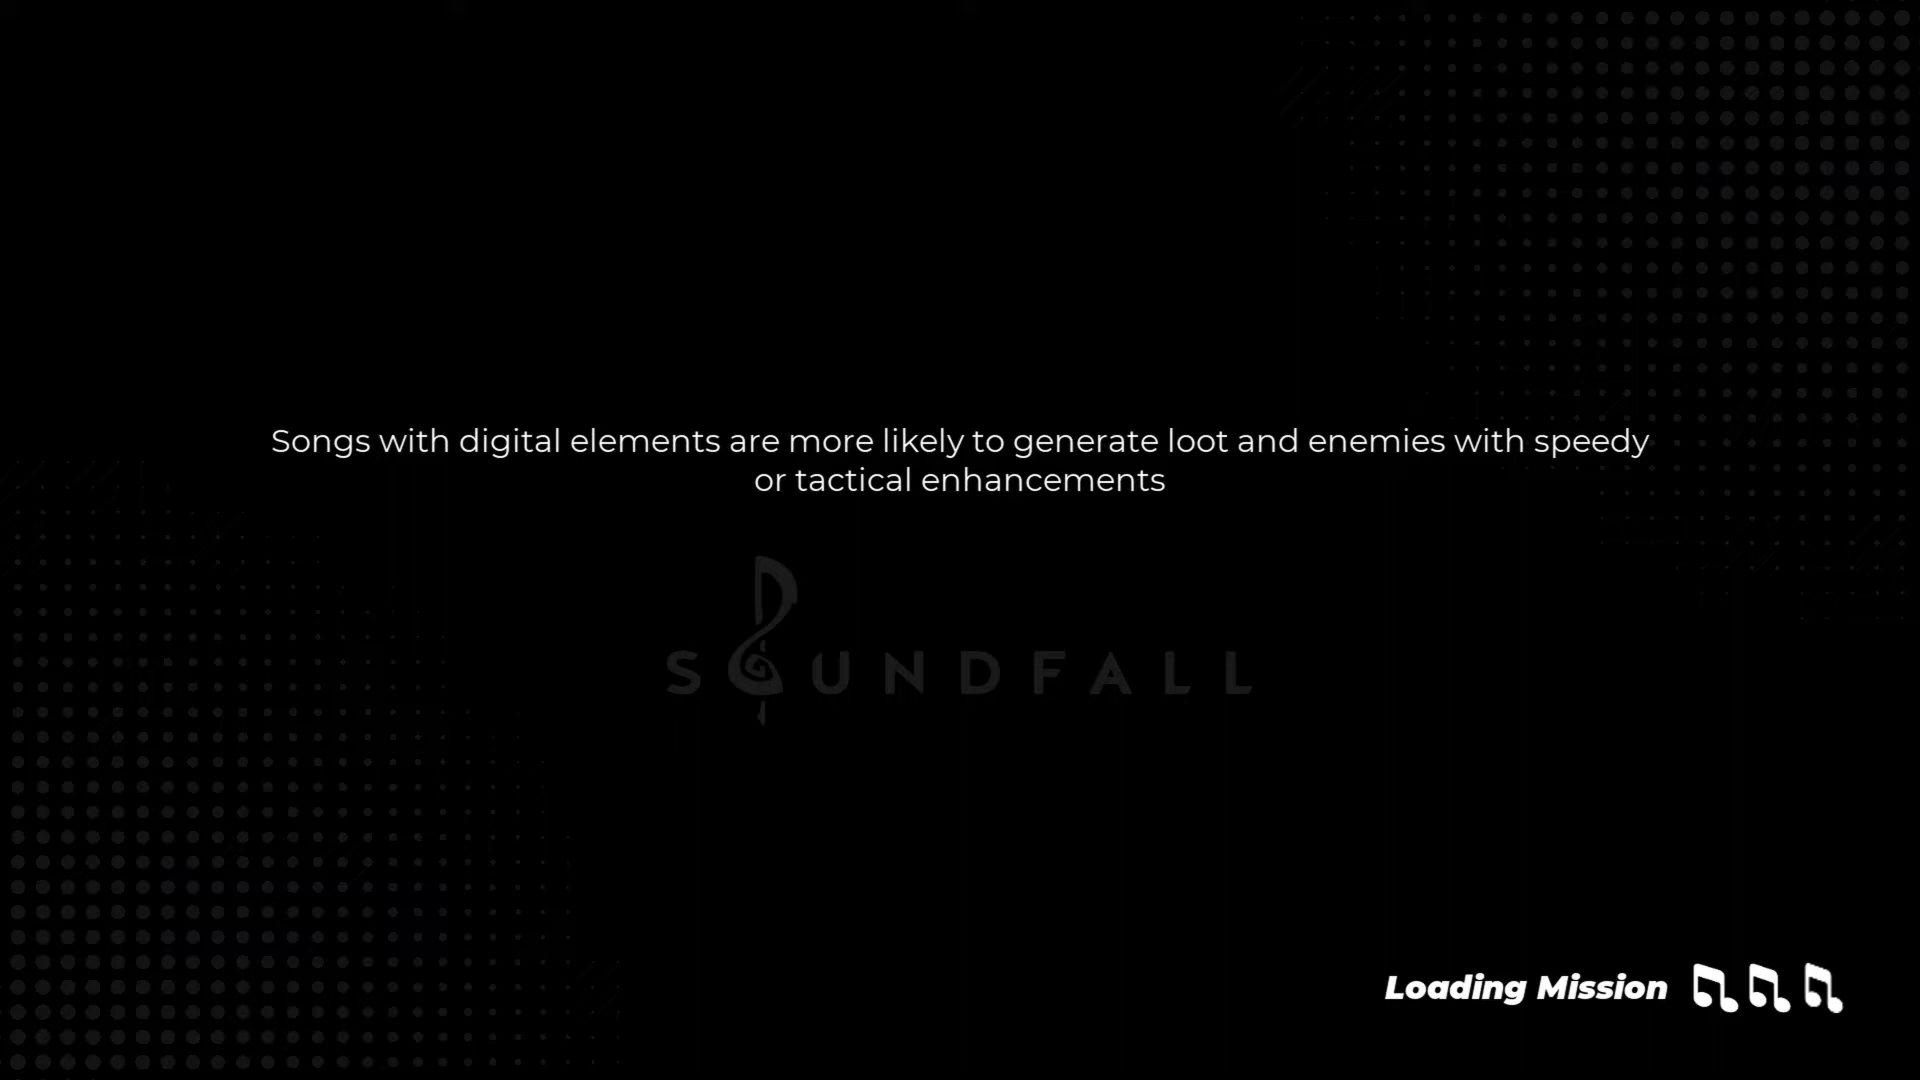 Songs with digital elements are more likely to generate loot and enemies with speedy
or tactical enhancements
SOUNDFALL
Loading Mission